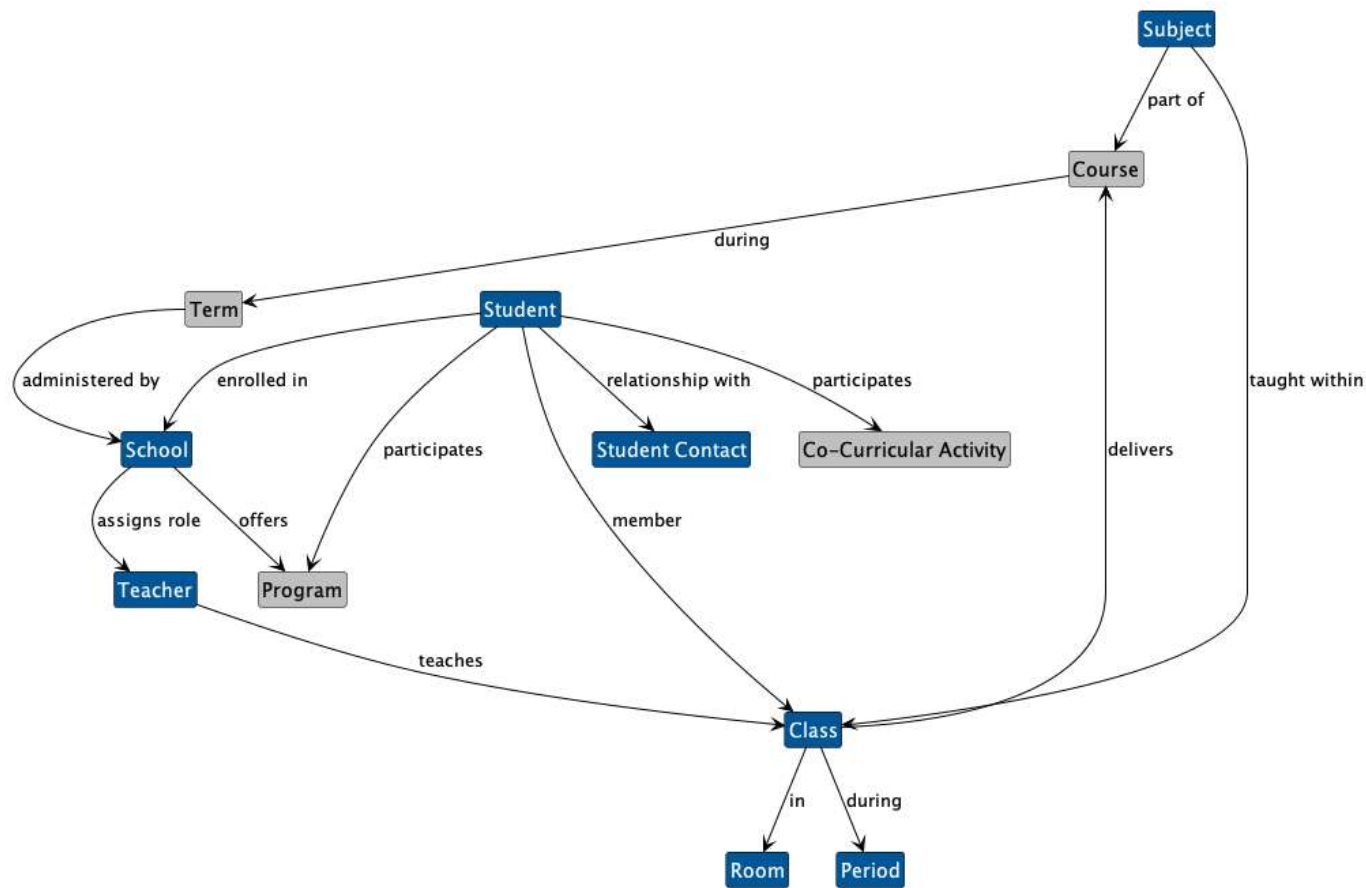 Subject
part of
Course
during
Term
Student
administered by
enrolled in
relationship with
participates
taught within
School
participates
Student Contact
Co-Curricular Activity
delivers
assigns role
offers
member
Teacher
Program
teaches
Class
in
during
Room
Period